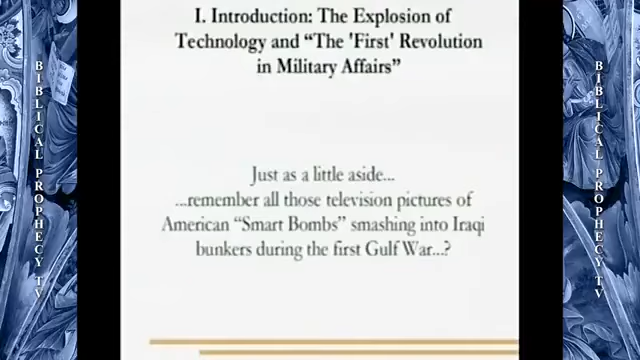 I. Introduction: The Explosion of
Technology and “The 'First' Revolution
in Military Affairs”
Just as a little aside...
...remember all those television pictures of
American “Smart Bombs” smashing into Iraqi
bunkers during the first Gulf War...?
BIBLICAL PROPHECY TV
BIBLICAL PROPHECY TV